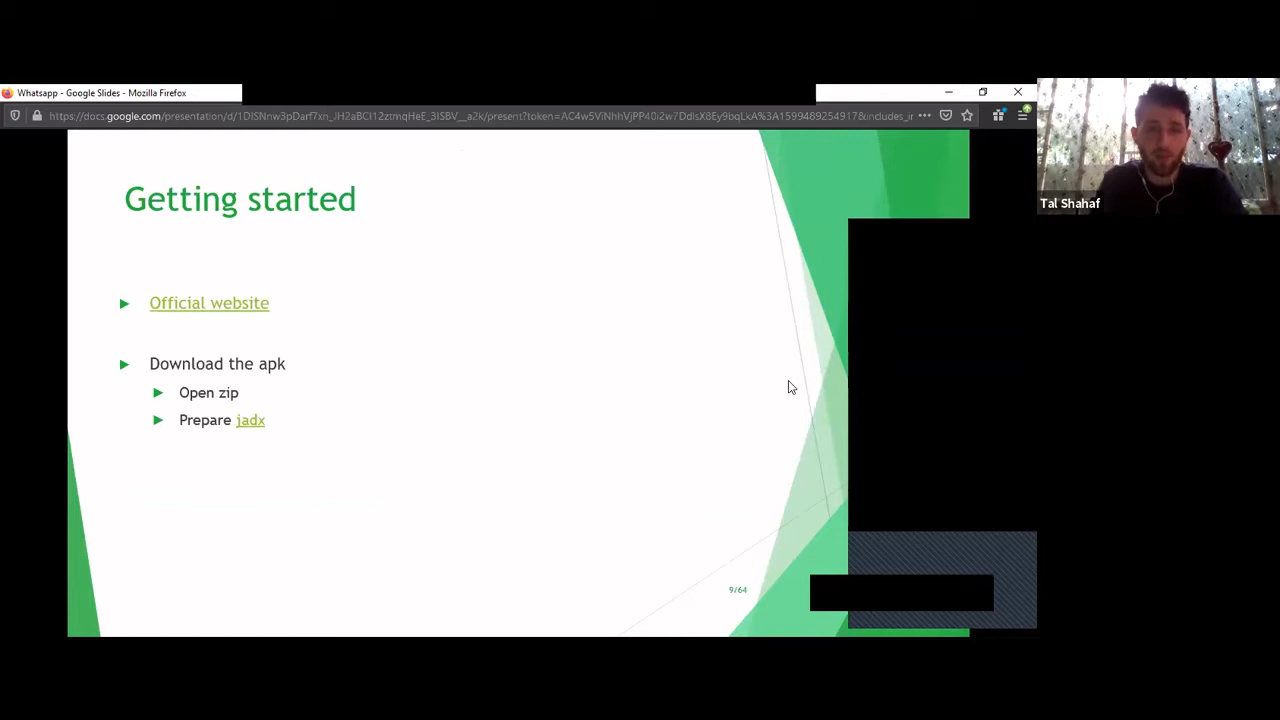 Whatsapp - Google Slides - Mozilla Firefox
Tal Shahaf
Getting started
Official website
Download the apk
Open zip
Prepare jadx
9/64